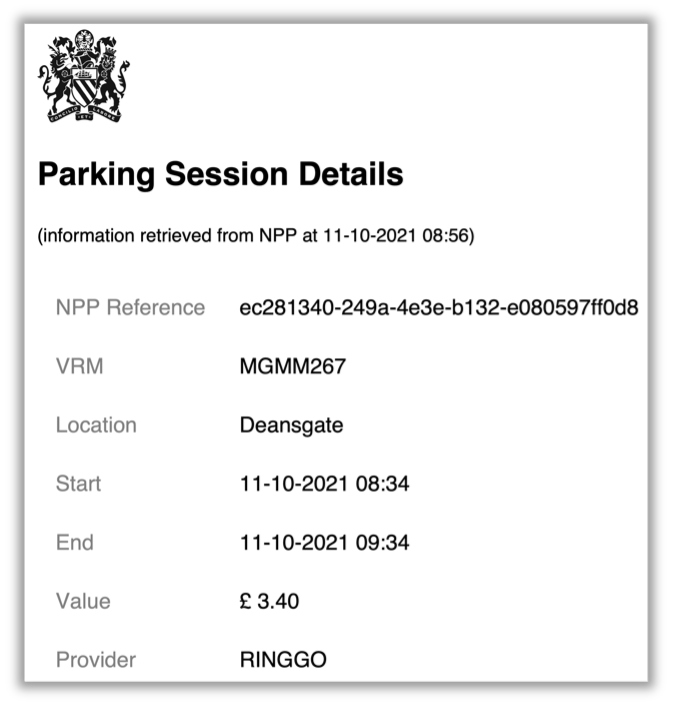 Parking Session Details
(information retrieved from NPP at 11-10-2021 08:56)
NPP Reference ec281340-249a-4e3e-b132-e080597ff0d8
VRM MGMM267
Location Deansgate
Start 11-10-2021 08:34
End 11-10-2021 09:34
Value £ 3.40
Provider RINGGO